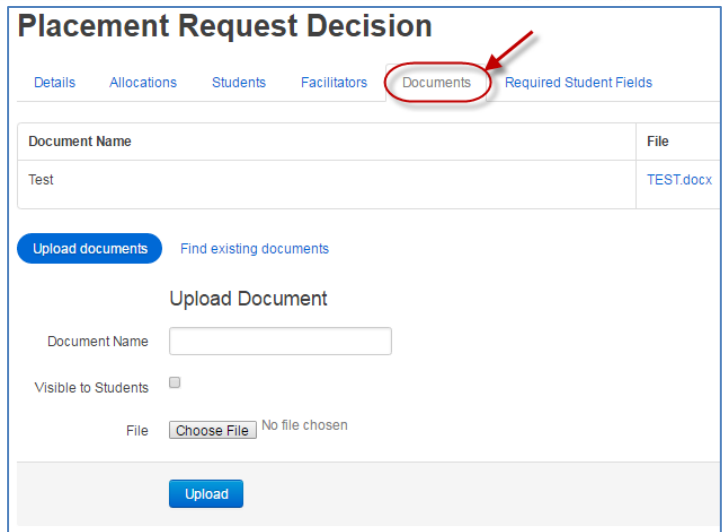 Placement Request Decision
Details Allocations Students Facilitators Documents Required Student Fields
Document Name File
Test TEST.docx
Upload documents Find existing documents
Upload Document
Document Name
Visible to Students
File Choose File No file chosen
Upload